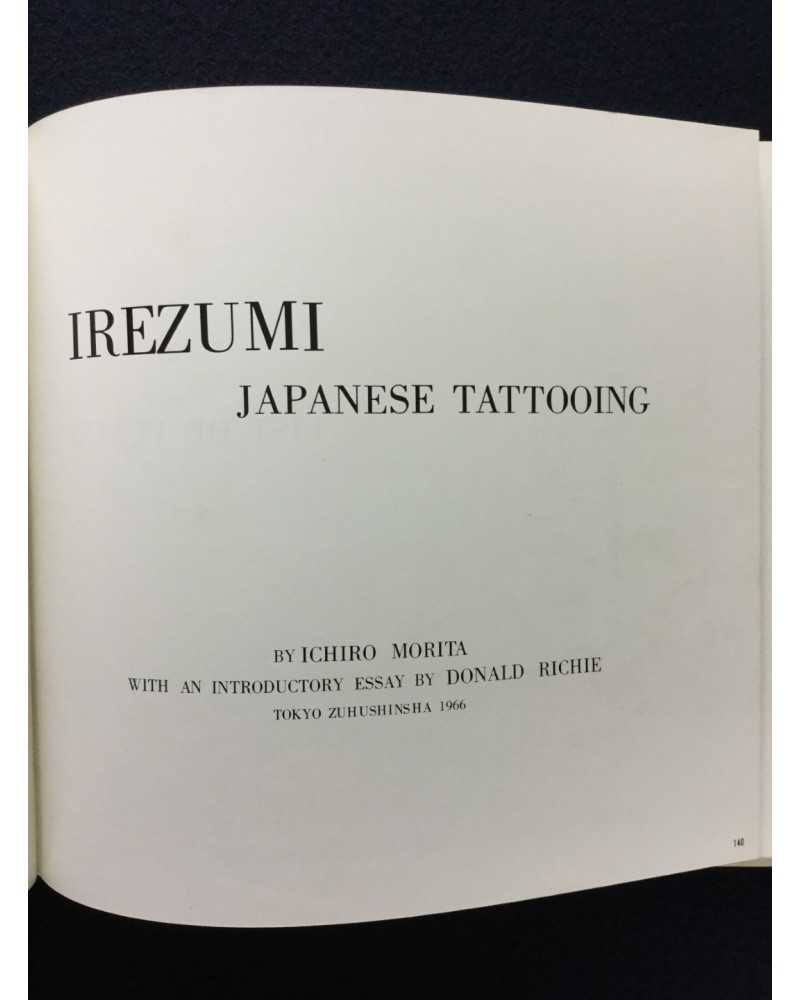 IREZUMI
JAPANESE TATTOOING
BY ICHIRO MORITA
WITH AN INTRODUCTORY ESSAY BY DONALD RICHIE
TOKYO ZUHUSHINSHA 1966
140